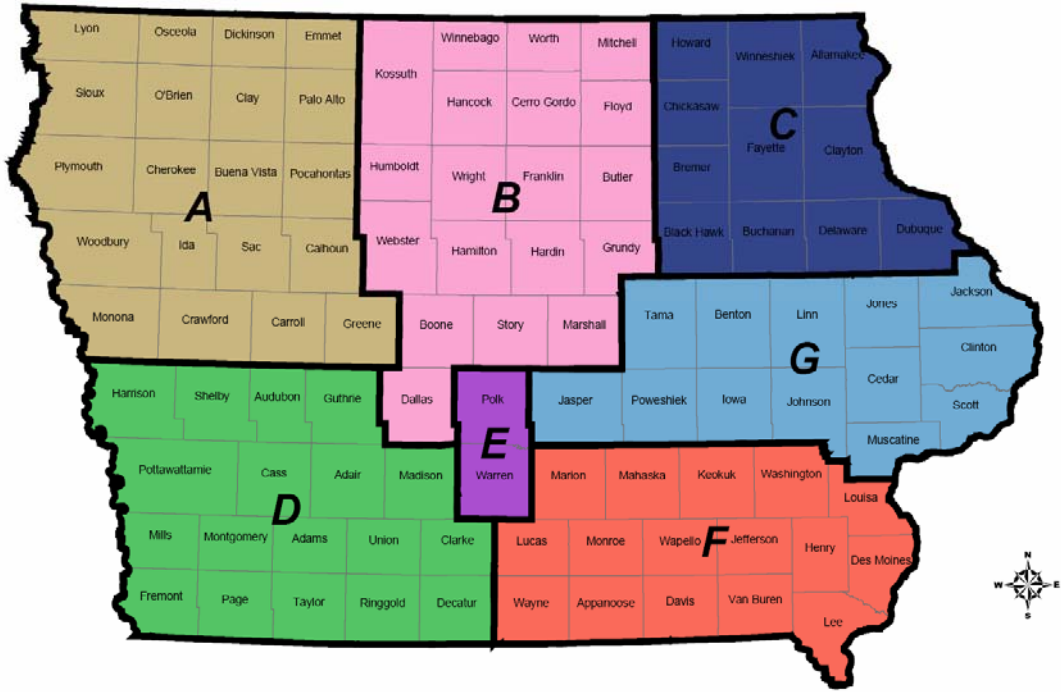 Lyon Osceola Dickinson Emmet
Sioux O'Brien Clay Palo Alto
Plymouth Cherokee Buena Vista Pocahontas
A
Woodbury Ida Sac Calhoun
Monona Crawford Carroll Greene
Kossuth Winnebago Worth Mitchell
Hancock Cerro Gordo Floyd
Humboldt Wright Franklin Butler
B
Webster Hamilton Hardin Grundy
Boone Story Marshall
Dallas
Howard Winneshiek Allamakee
Chickasaw
C
Fayette Clayton
Bremer
Black Hawk Buchanan Delaware Dubuque
Harrison Shelby Audubon Guthrie
Pottawattamie Cass Adair Madison
D
Mills Montgomery Adams Union Clarke
Fremont Page Taylor Ringgold Decatur
Polk
E
Warren
Tama Benton Linn Jones Jackson
G
Clinton
Jasper Poweshiek Iowa Johnson Cedar Scott
Muscatine
Marion Mahaska Keokuk Washington Louisa
Lucas Monroe Wapello F Jefferson Henry Des Moines
Wayne Appanoose Davis Van Buren Lee
N
W E
S